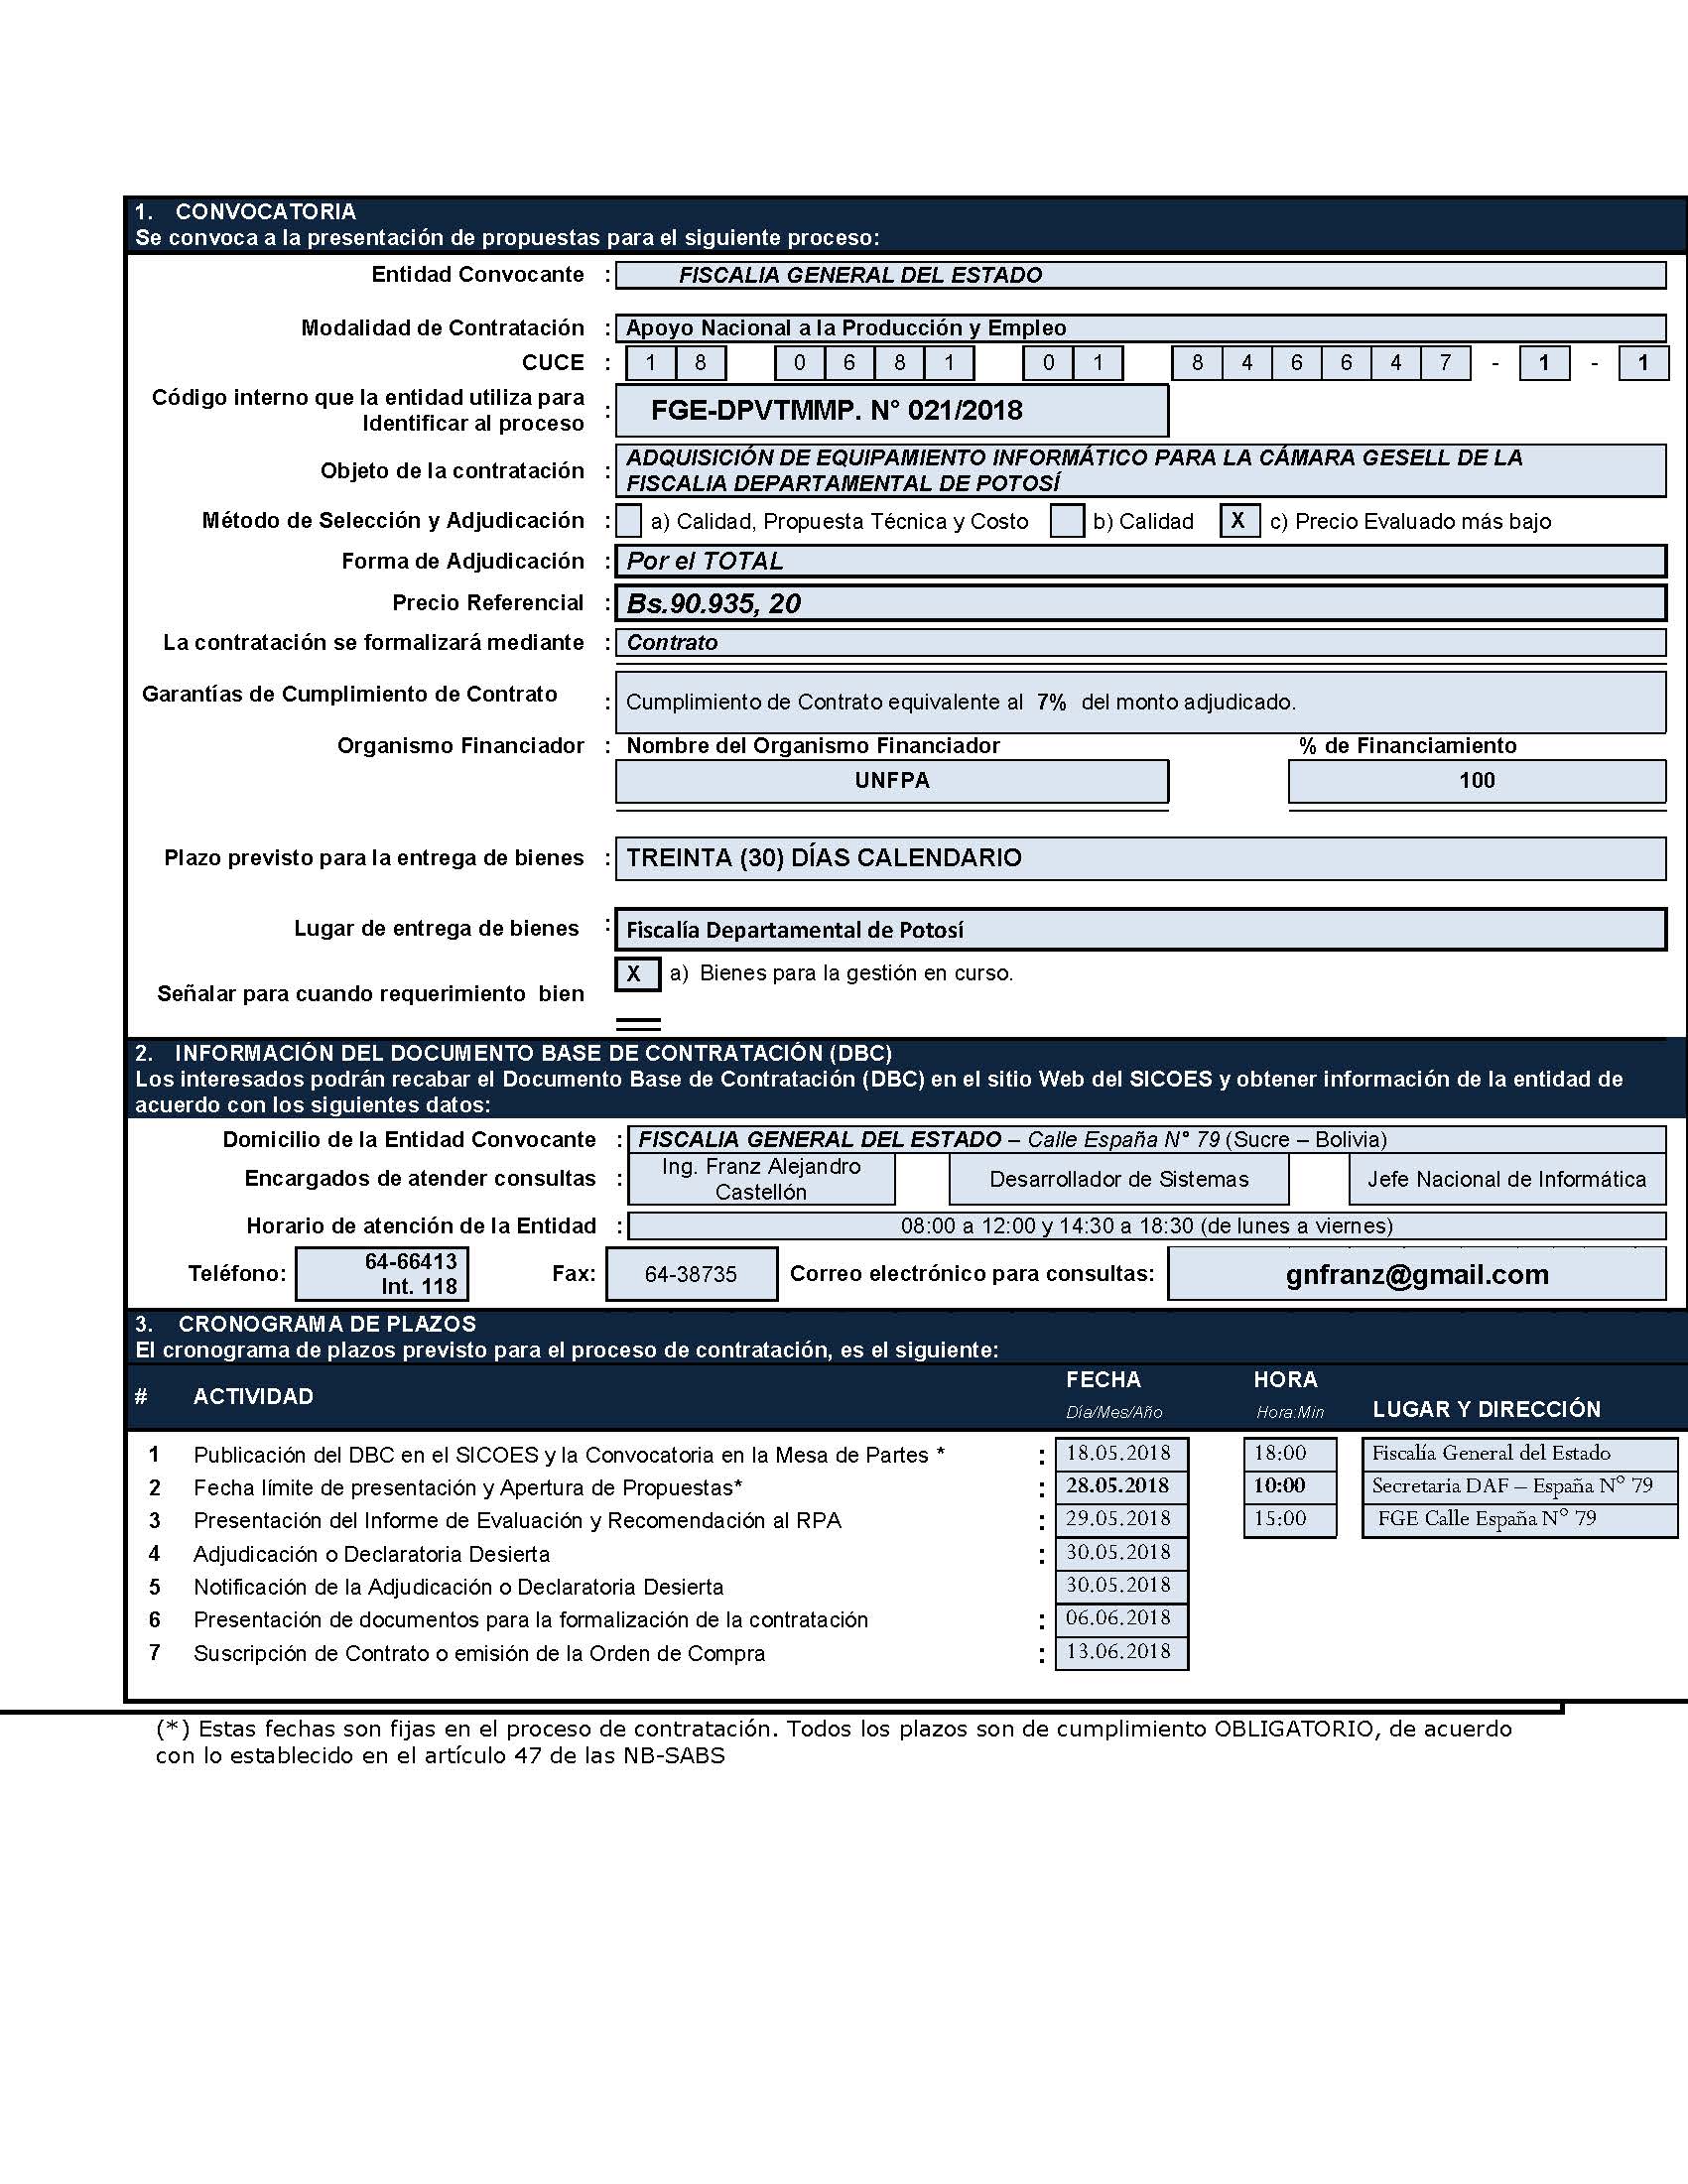 1. CONVOCATORIA
Se convoca a la presentación de propuestas para el siguiente proceso:
Entidad Convocante : FISCALIA GENERAL DEL ESTADO
Modalidad de Contratación : Apoyo Nacional a la Producción y Empleo
CUCE : 1 8 0 6 8 1 0 1 8 4 6 6 4 7 - 1 - 1
Código interno que la entidad utiliza para
Identificar al proceso : FGE-DPVTMMP. N° 021/2018
Objeto de la contratación : ADQUISICIÓN DE EQUIPAMIENTO INFORMÁTICO PARA LA CÁMARA GESELL DE LA
FISCALIA DEPARTAMENTAL DE POTOSÍ
Método de Selección y Adjudicación : a) Calidad, Propuesta Técnica y Costo b) Calidad X c) Precio Evaluado más bajo
Forma de Adjudicación : Por el TOTAL
Precio Referencial : Bs.90.935, 20
La contratación se formalizará mediante : Contrato
Garantías de Cumplimiento de Contrato : Cumplimiento de Contrato equivalente al 7% del monto adjudicado.
Organismo Financiador : Nombre del Organismo Financiador % de Financiamiento
UNFPA 100
Plazo previsto para la entrega de bienes : TREINTA (30) DÍAS CALENDARIO
Lugar de entrega de bienes : Fiscalía Departamental de Potosí
X a) Bienes para la gestión en curso.
Señalar para cuando requerimiento bien
2. INFORMACIÓN DEL DOCUMENTO BASE DE CONTRATACIÓN (DBC)
Los interesados podrán recabar el Documento Base de Contratación (DBC) en el sitio Web del SICOES y obtener información de la entidad de
acuerdo con los siguientes datos:
Domicilio de la Entidad Convocante : FISCALIA GENERAL DEL ESTADO – Calle España N° 79 (Sucre – Bolivia)
Encargados de atender consultas : Ing. Franz Alejandro Castellón Desarrollador de Sistemas Jefe Nacional de Informática
Horario de atención de la Entidad : 08:00 a 12:00 y 14:30 a 18:30 (de lunes a viernes)
Teléfono: 64-66413 Int. 118 Fax: 64-38735 Correo electrónico para consultas: gnfranz@gmail.com
3. CRONOGRAMA DE PLAZOS
El cronograma de plazos previsto para el proceso de contratación, es el siguiente:
# ACTIVIDAD FECHA HORA LUGAR Y DIRECCIÓN
Día/Mes/Año Hora:Min
1 Publicación del DBC en el SICOES y la Convocatoria en la Mesa de Partes * : 18.05.2018 18:00 Fiscalía General del Estado
2 Fecha límite de presentación y Apertura de Propuestas* : 28.05.2018 10:00 Secretaria DAF – España N° 79
3 Presentación del Informe de Evaluación y Recomendación al RPA : 29.05.2018 15:00 FGE Calle España N° 79
4 Adjudicación o Declaratoria Desierta : 30.05.2018
5 Notificación de la Adjudicación o Declaratoria Desierta 30.05.2018
6 Presentación de documentos para la formalización de la contratación : 06.06.2018
7 Suscripción de Contrato o emisión de la Orden de Compra : 13.06.2018
(*) Estas fechas son fijas en el proceso de contratación. Todos los plazos son de cumplimiento OBLIGATORIO, de acuerdo
con lo establecido en el artículo 47 de las NB-SABS